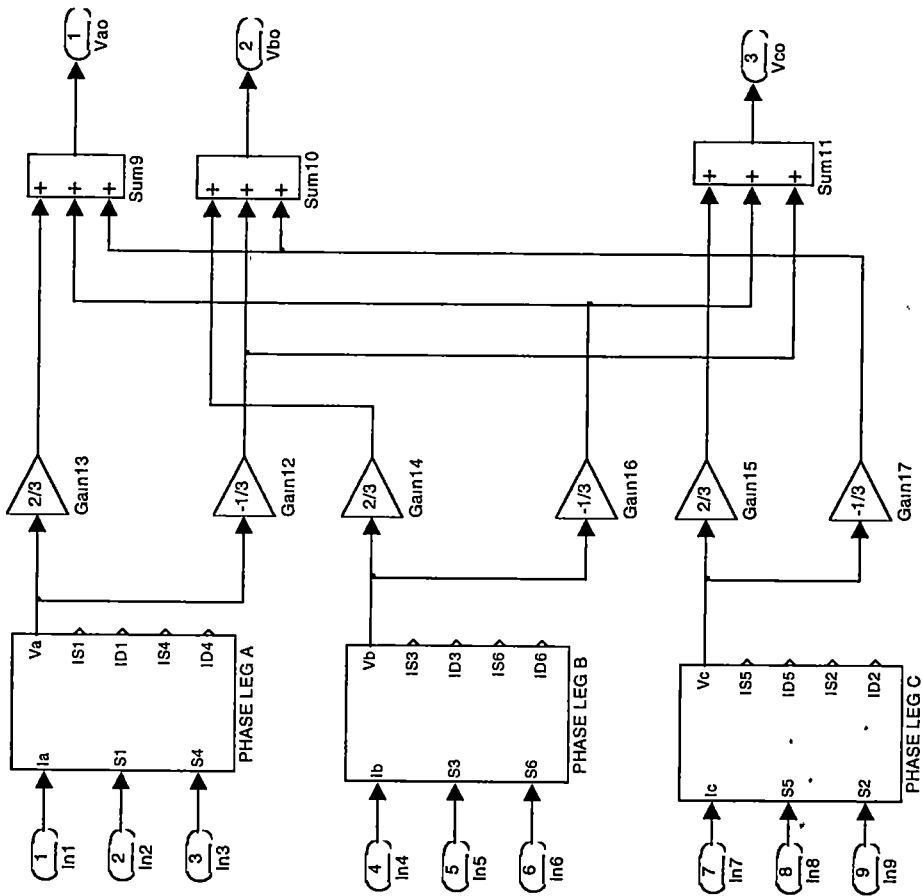 1
Vao
2
Vbo
3
Vco
+
+
+
Sum9
+
+
+
Sum10
+
+
+
Sum11
2/3
Gain13
-1/3
Gain12
2/3
Gain14
-1/3
Gain16
2/3
Gain15
-1/3
Gain17
Va
IS1
ID1
IS4
ID4
Ia
S1
S4
PHASE LEG A
Vb
IS3
ID3
IS6
ID6
Ib
S3
S6
PHASE LEG B
Vc
IS5
ID5
IS2
ID2
Ic
S5
S2
PHASE LEG C
1
In1
2
In2
3
In3
4
In4
5
In5
6
In6
7
In7
8
In8
9
In9